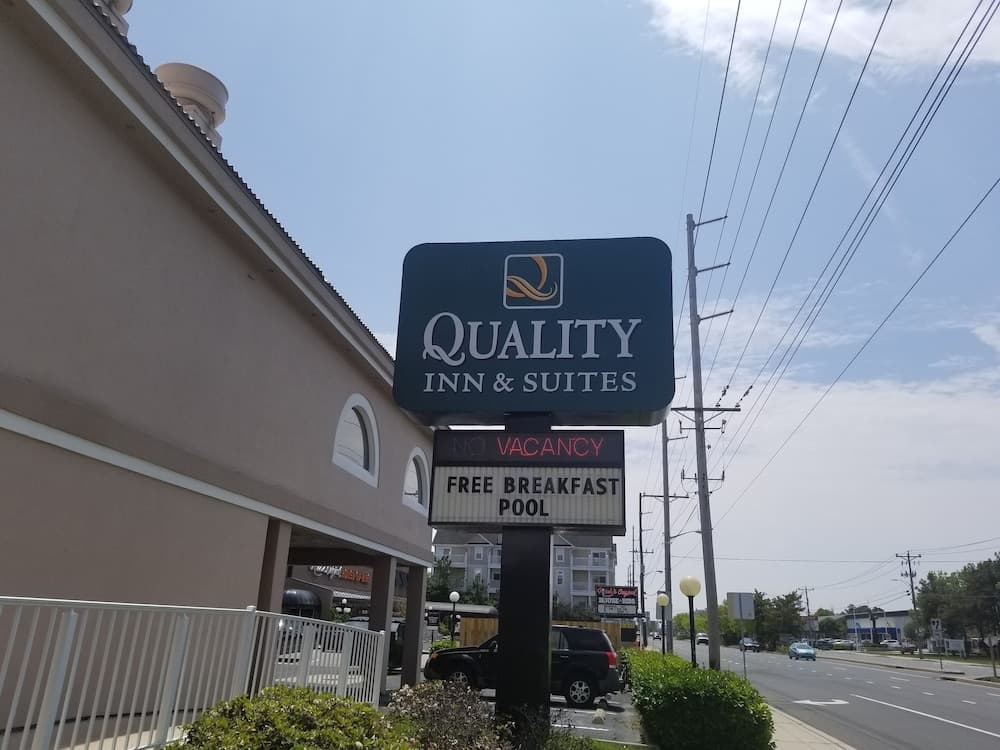 QUALITY
INN & SUITES
NO VACANCY
FREE BREAKFAST
POOL